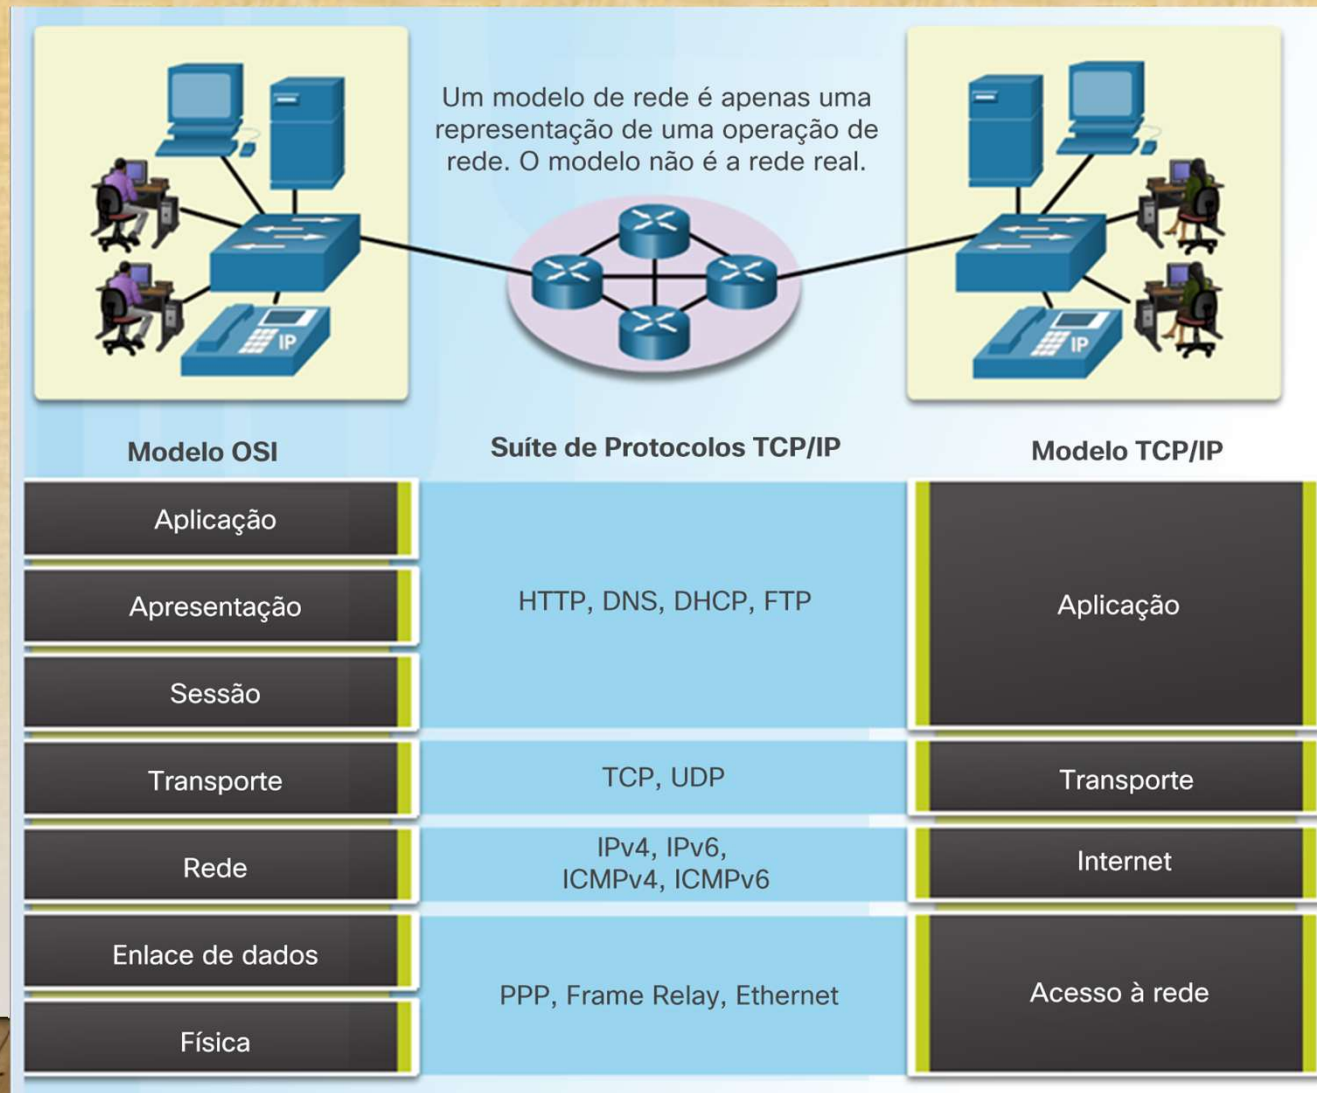 Um modelo de rede é apenas uma
representação de uma operação de
rede. O modelo não é a rede real.
IP
IP
Modelo OSI
Suíte de Protocolos TCP/IP
Modelo TCP/IP
Aplicação
Apresentação
Sessão
HTTP, DNS, DHCP, FTP
Aplicação
Transporte
TCP, UDP
Transporte
Rede
IPv4, IPv6,
ICMPv4, ICMPv6
Internet
Enlace de dados
Física
PPP, Frame Relay, Ethernet
Acesso à rede